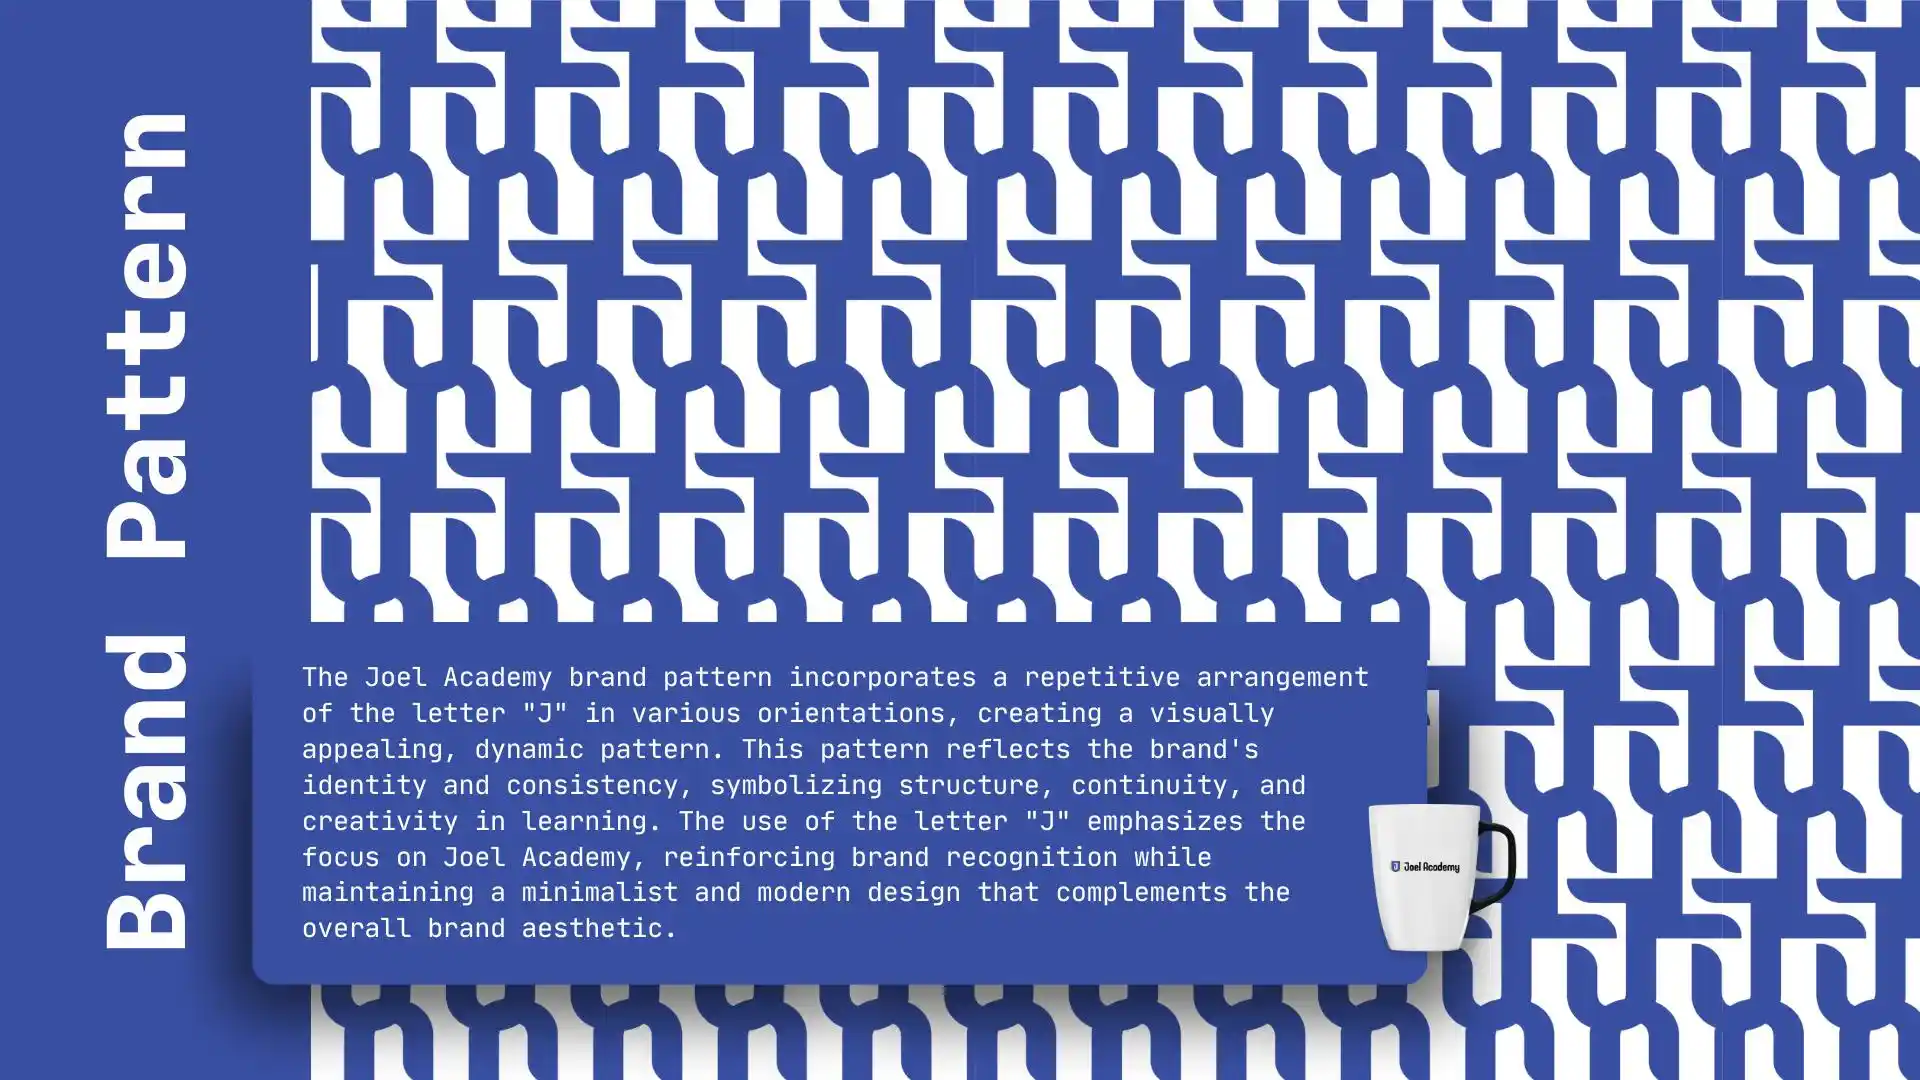 Brand Pattern
The Joel Academy brand pattern incorporates a repetitive arrangement
of the letter "J" in various orientations, creating a visually
appealing, dynamic pattern. This pattern reflects the brand's
identity and consistency, symbolizing structure, continuity, and
creativity in learning. The use of the letter "J" emphasizes the
focus on Joel Academy, reinforcing brand recognition while
maintaining a minimalist and modern design that complements the
overall brand aesthetic.
Joel Academy